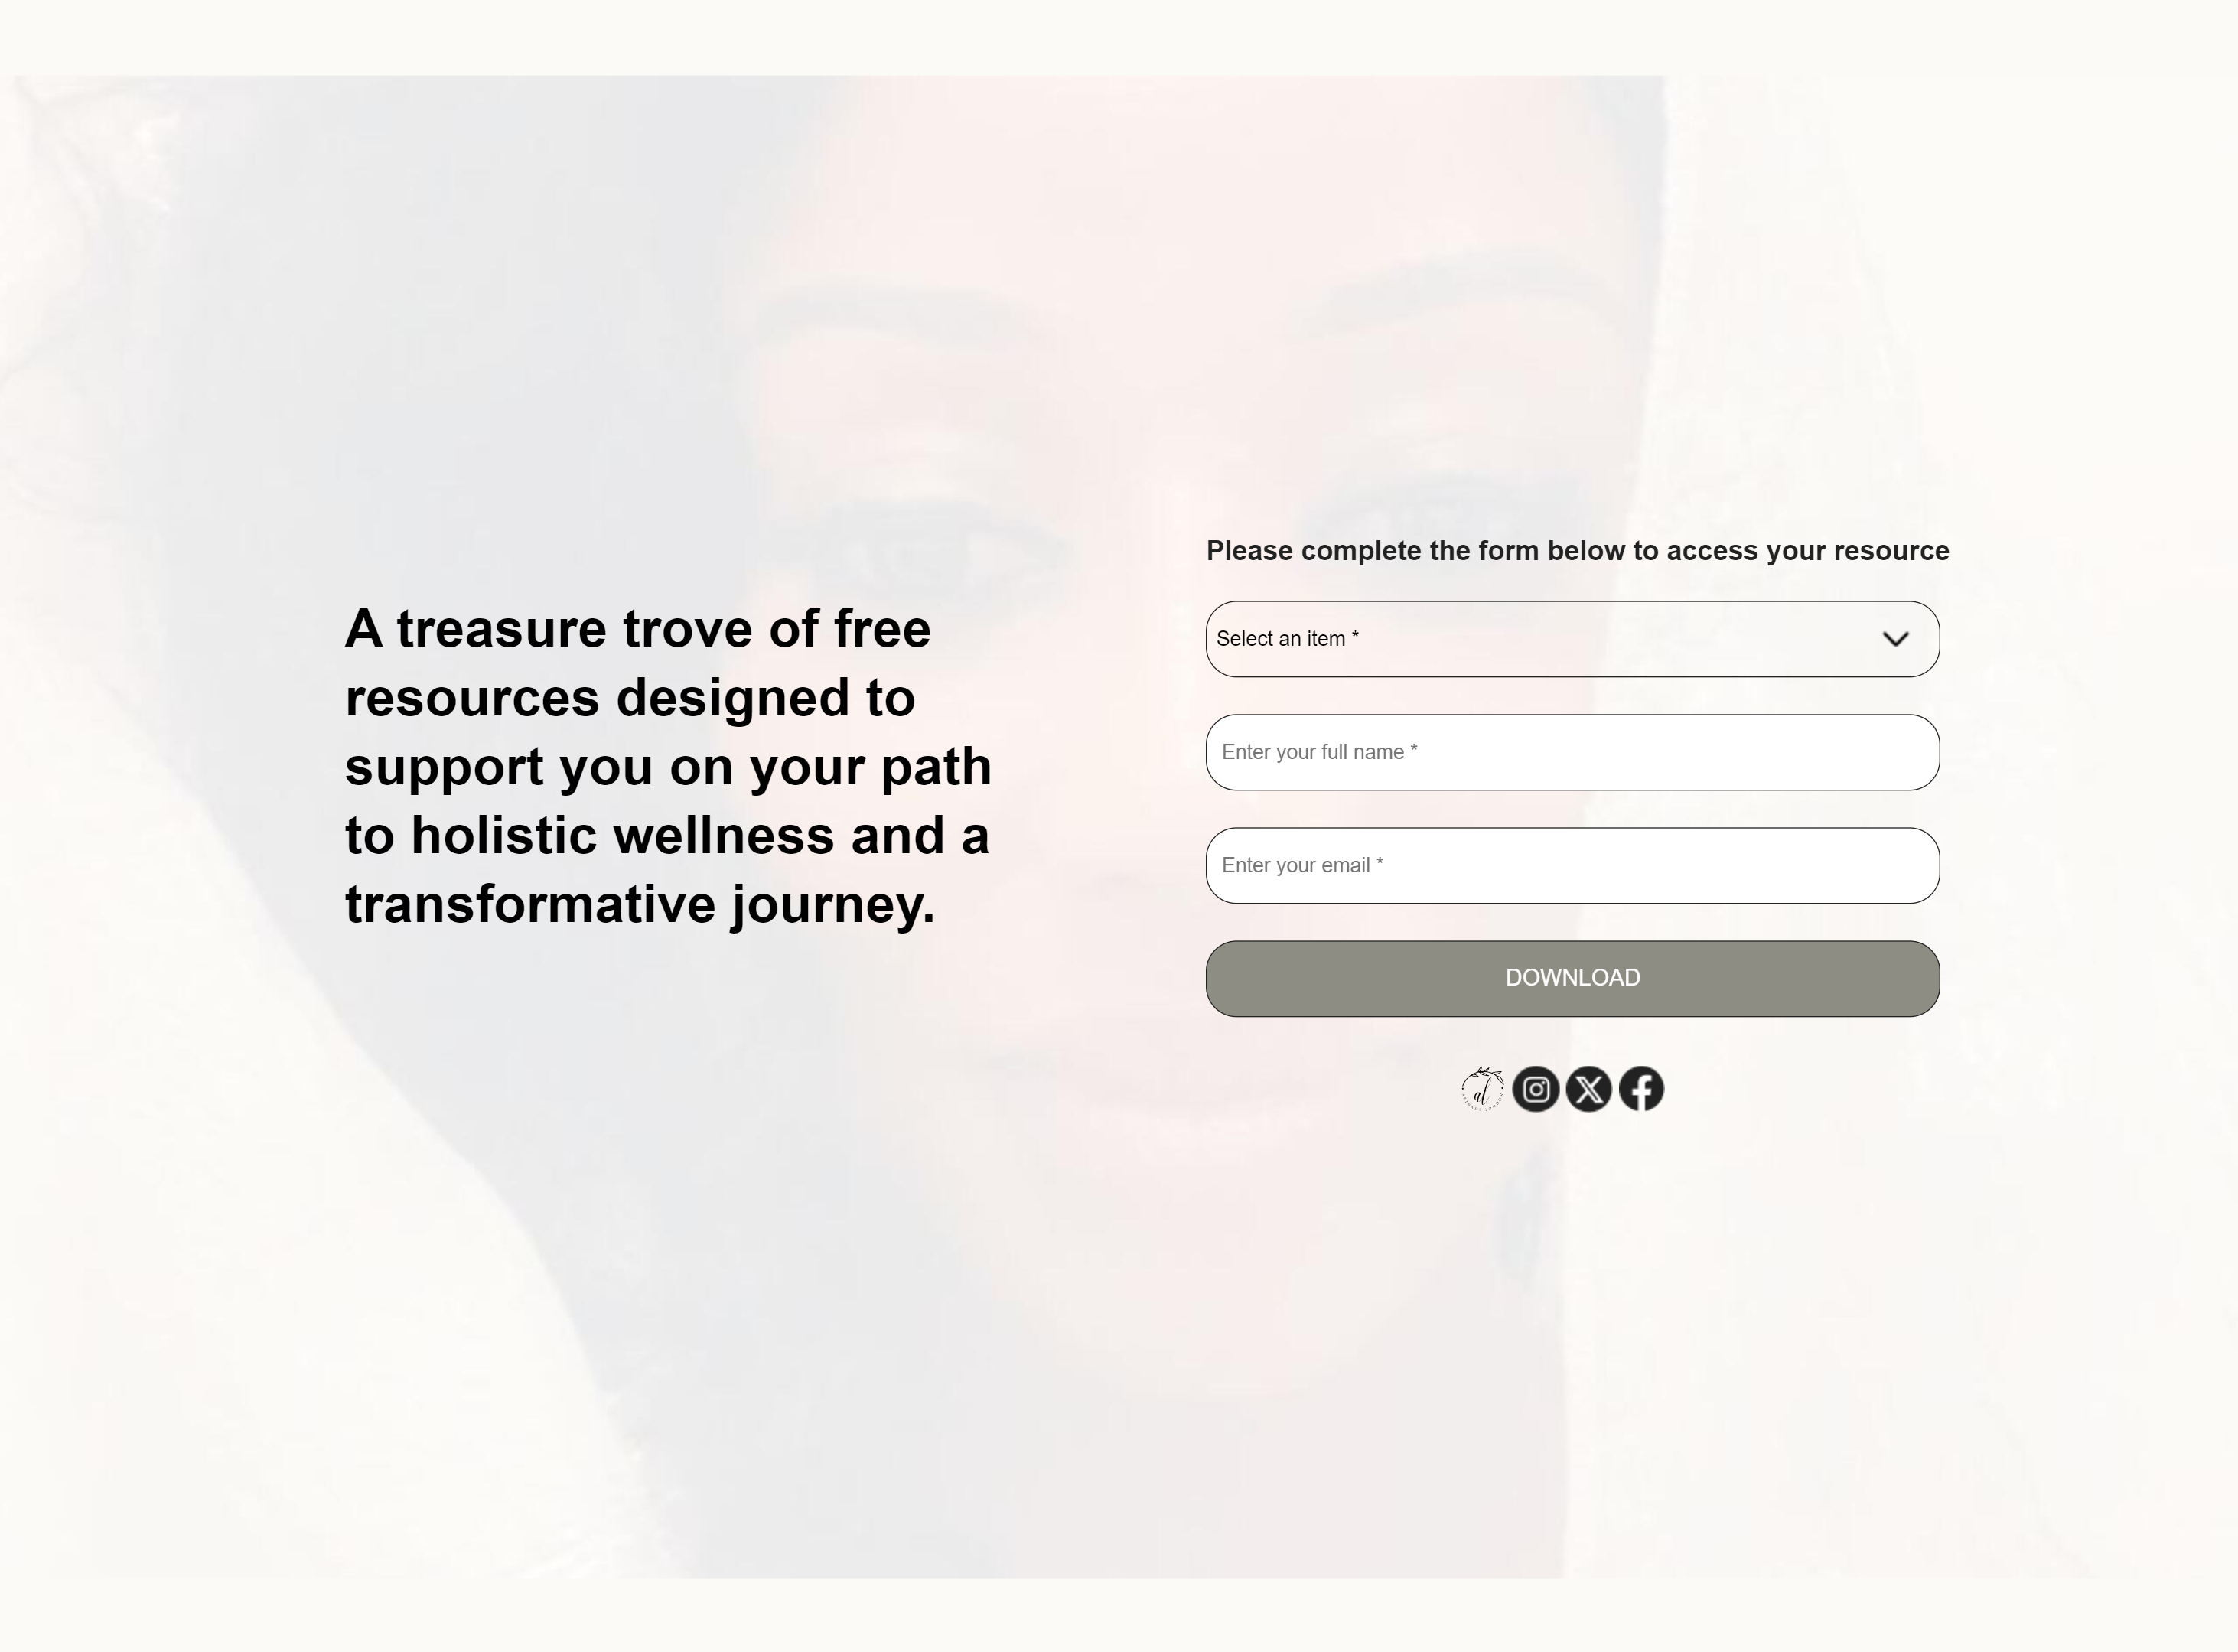 A treasure trove of free
resources designed to
support you on your path
to holistic wellness and a
transformative journey.
Please complete the form below to access your resource
Select an item *
Enter your full name *
Enter your email *
DOWNLOAD
al